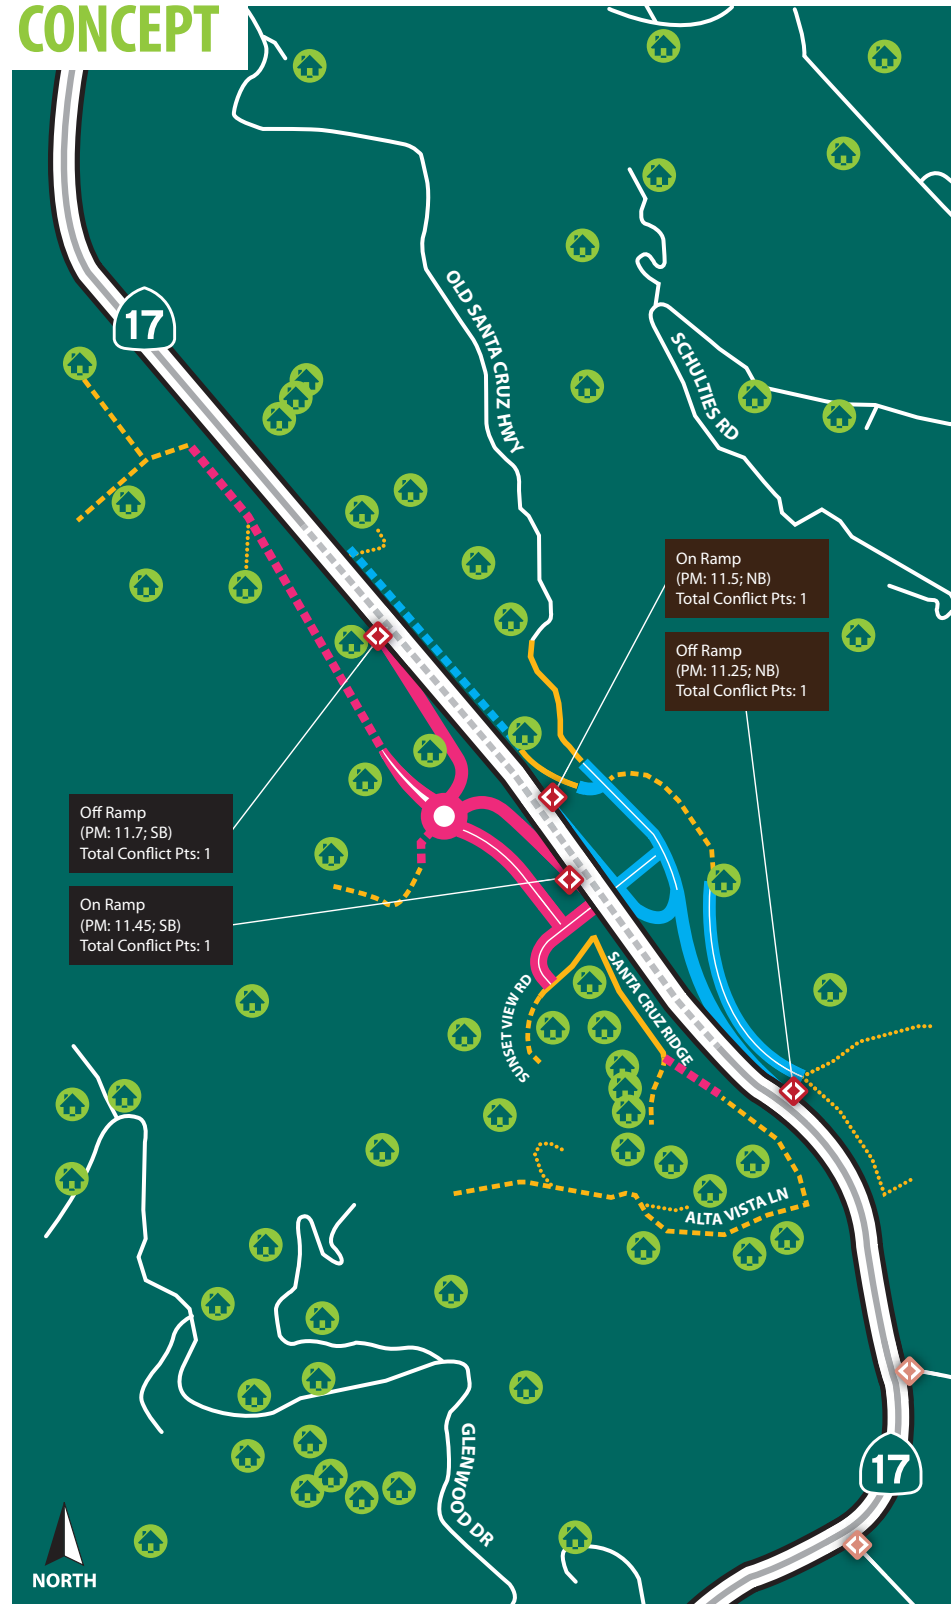 CONCEPT
17
OLD SANTA CRUZ HWY
SCHULTIES RD
On Ramp
(PM: 11.5; NB)
Total Conflict Pts: 1
Off Ramp
(PM: 11.25; NB)
Total Conflict Pts: 1
Off Ramp
(PM: 11.7; SB)
Total Conflict Pts: 1
On Ramp
(PM: 11.45; SB)
Total Conflict Pts: 1
SUNSET VIEW RD
SANTA CRUZ RIDGE
ALTA VISTA LN
GLENWOOD DR
17
NORTH